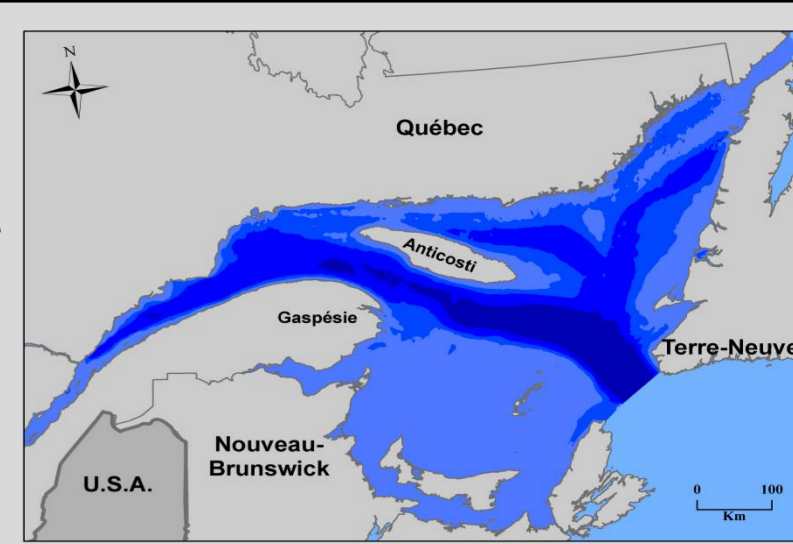 N
Québec
Anticosti
Gaspésie
Terre-Neuve
Nouveau-
Brunswick
U.S.A.
0 100
Km